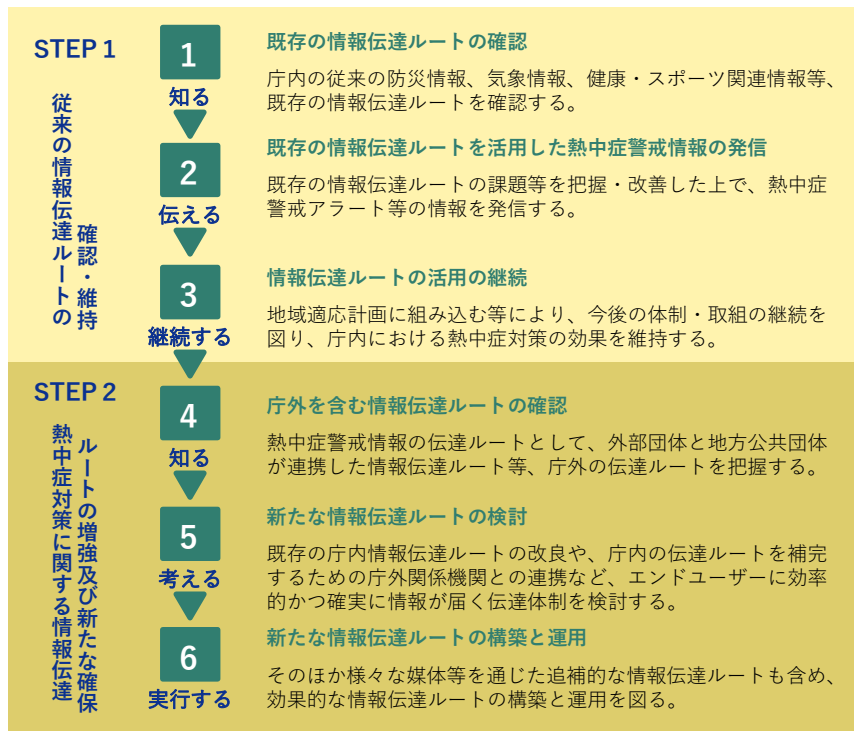 STEP 1
従来の情報伝達ルートの
確認・維持
1
知る
既存の情報伝達ルートの確認
庁内の従来の防災情報、気象情報、健康・スポーツ関連情報等、
既存の情報伝達ルートを確認する。
2
伝える
既存の情報伝達ルートを活用した熱中症警戒情報の発信
既存の情報伝達ルートの課題等を把握・改善した上で、熱中症
警戒アラート等の情報を発信する。
3
継続する
情報伝達ルートの活用の継続
地域適応計画に組み込む等により、今後の体制・取組の継続を
図り、庁内における熱中症対策の効果を維持する。
STEP 2
熱中症対策に関する情報伝達
ルートの増強及び新たな確保
4
知る
庁外を含む情報伝達ルートの確認
熱中症警戒情報の伝達ルートとして、外部団体と地方公共団体
が連携した情報伝達ルート等、庁外の伝達ルートを把握する。
5
考える
新たな情報伝達ルートの検討
既存の庁内情報伝達ルートの改良や、庁内の伝達ルートを補完
するための庁外関係機関との連携など、エンドユーザーに効率
的かつ確実に情報が届く伝達体制を検討する。
6
実行する
新たな情報伝達ルートの構築と運用
そのほか様々な媒体等を通じた追補的な情報伝達ルートも含め、
効果的な情報伝達ルートの構築と運用を図る。